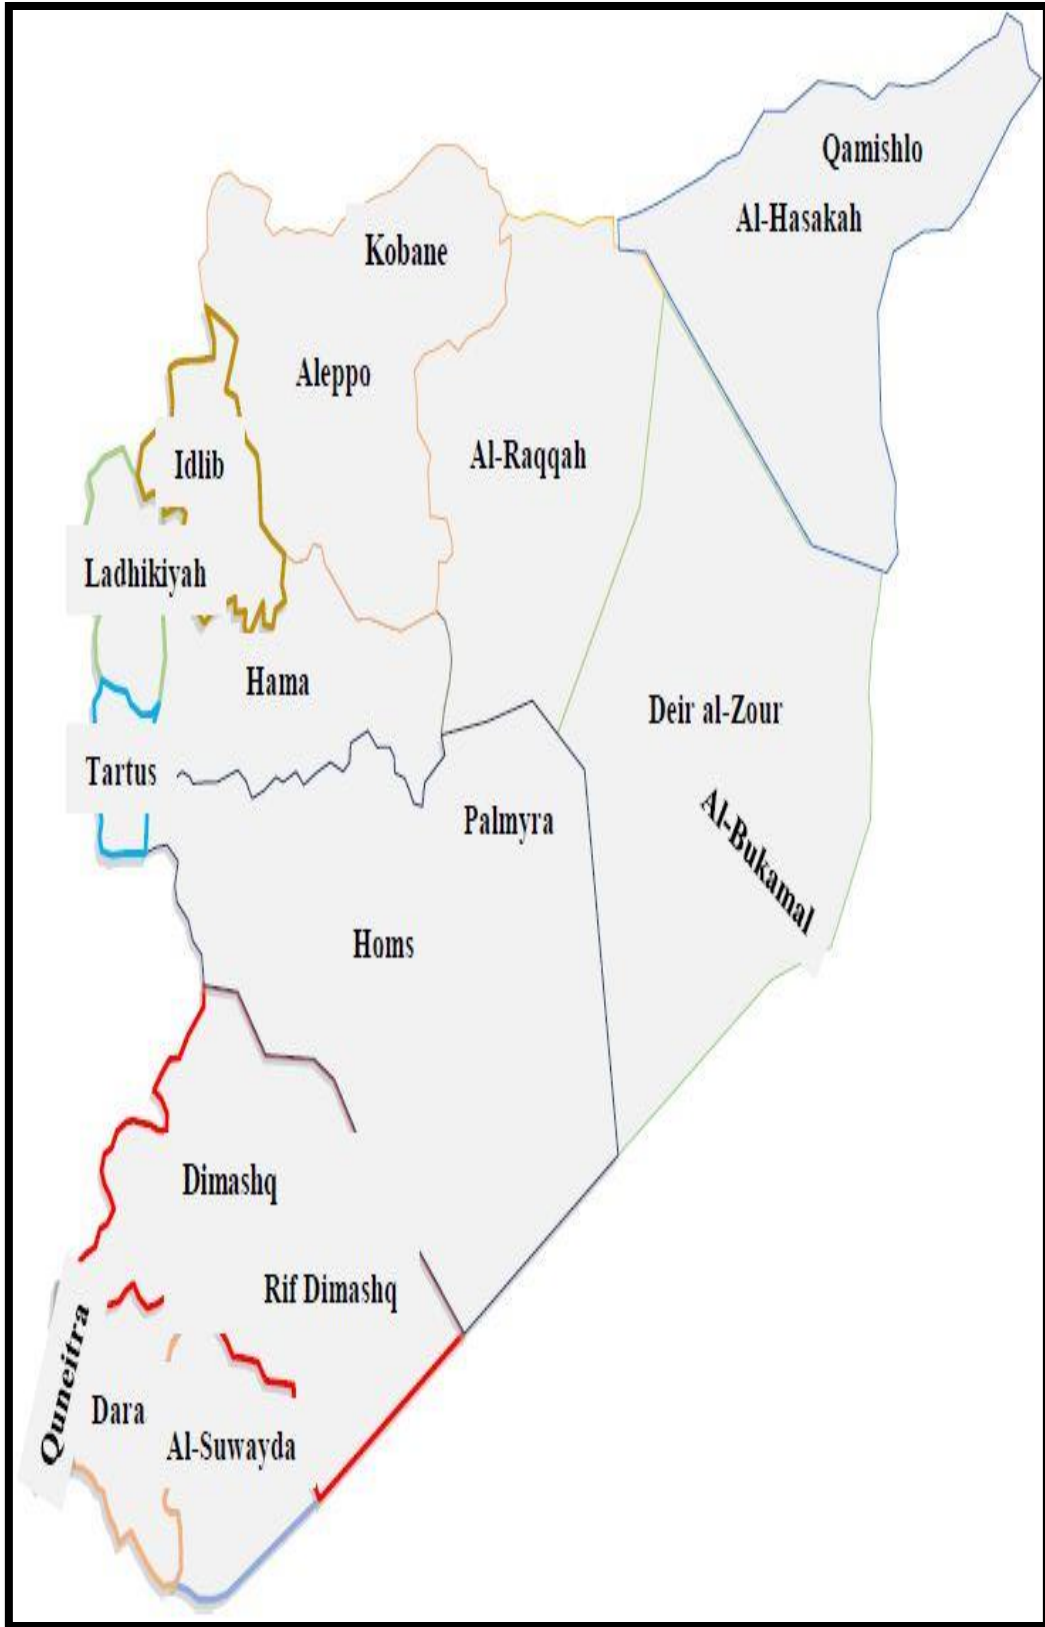 Qamishlo
Al-Hasakah
Kobane
Aleppo
Al-Raqqah
Idlib
Ladhikiyah
Hama
Deir al-Zour
Tartus
Palmyra
Al-Bukamal
Homs
Dimashq
Rif Dimashq
Quneitra
Dara
Al-Suwayda